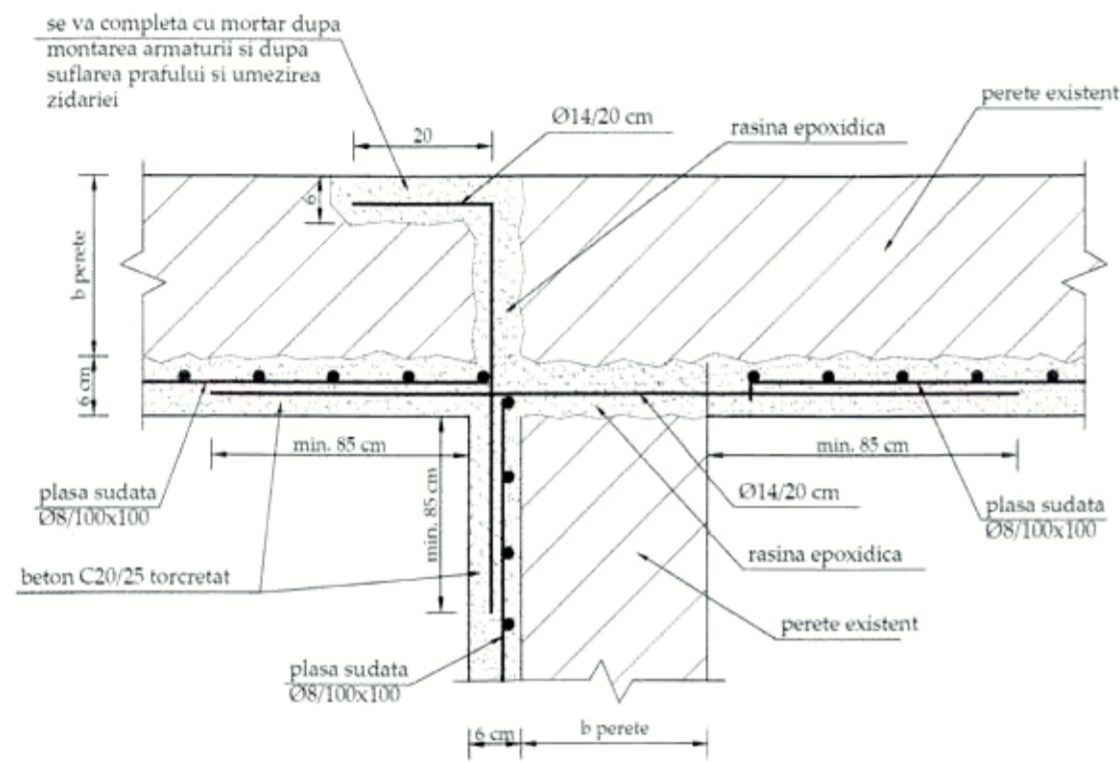 se va completa cu mortar dupa
montarea armaturii si dupa
suflarea prafului si umezirea
zidariei
perete existent
Ø14/20 cm
rasina epoxidica
20
6
b perete
6 cm
min. 85 cm
min. 85 cm
min. 85 cm
plasa sudata
Ø8/100x100
Ø14/20 cm
plasa sudata
Ø8/100x100
rasina epoxidica
beton C20/25 torcretat
perete existent
plasa sudata
Ø8/100x100
6 cm
b perete